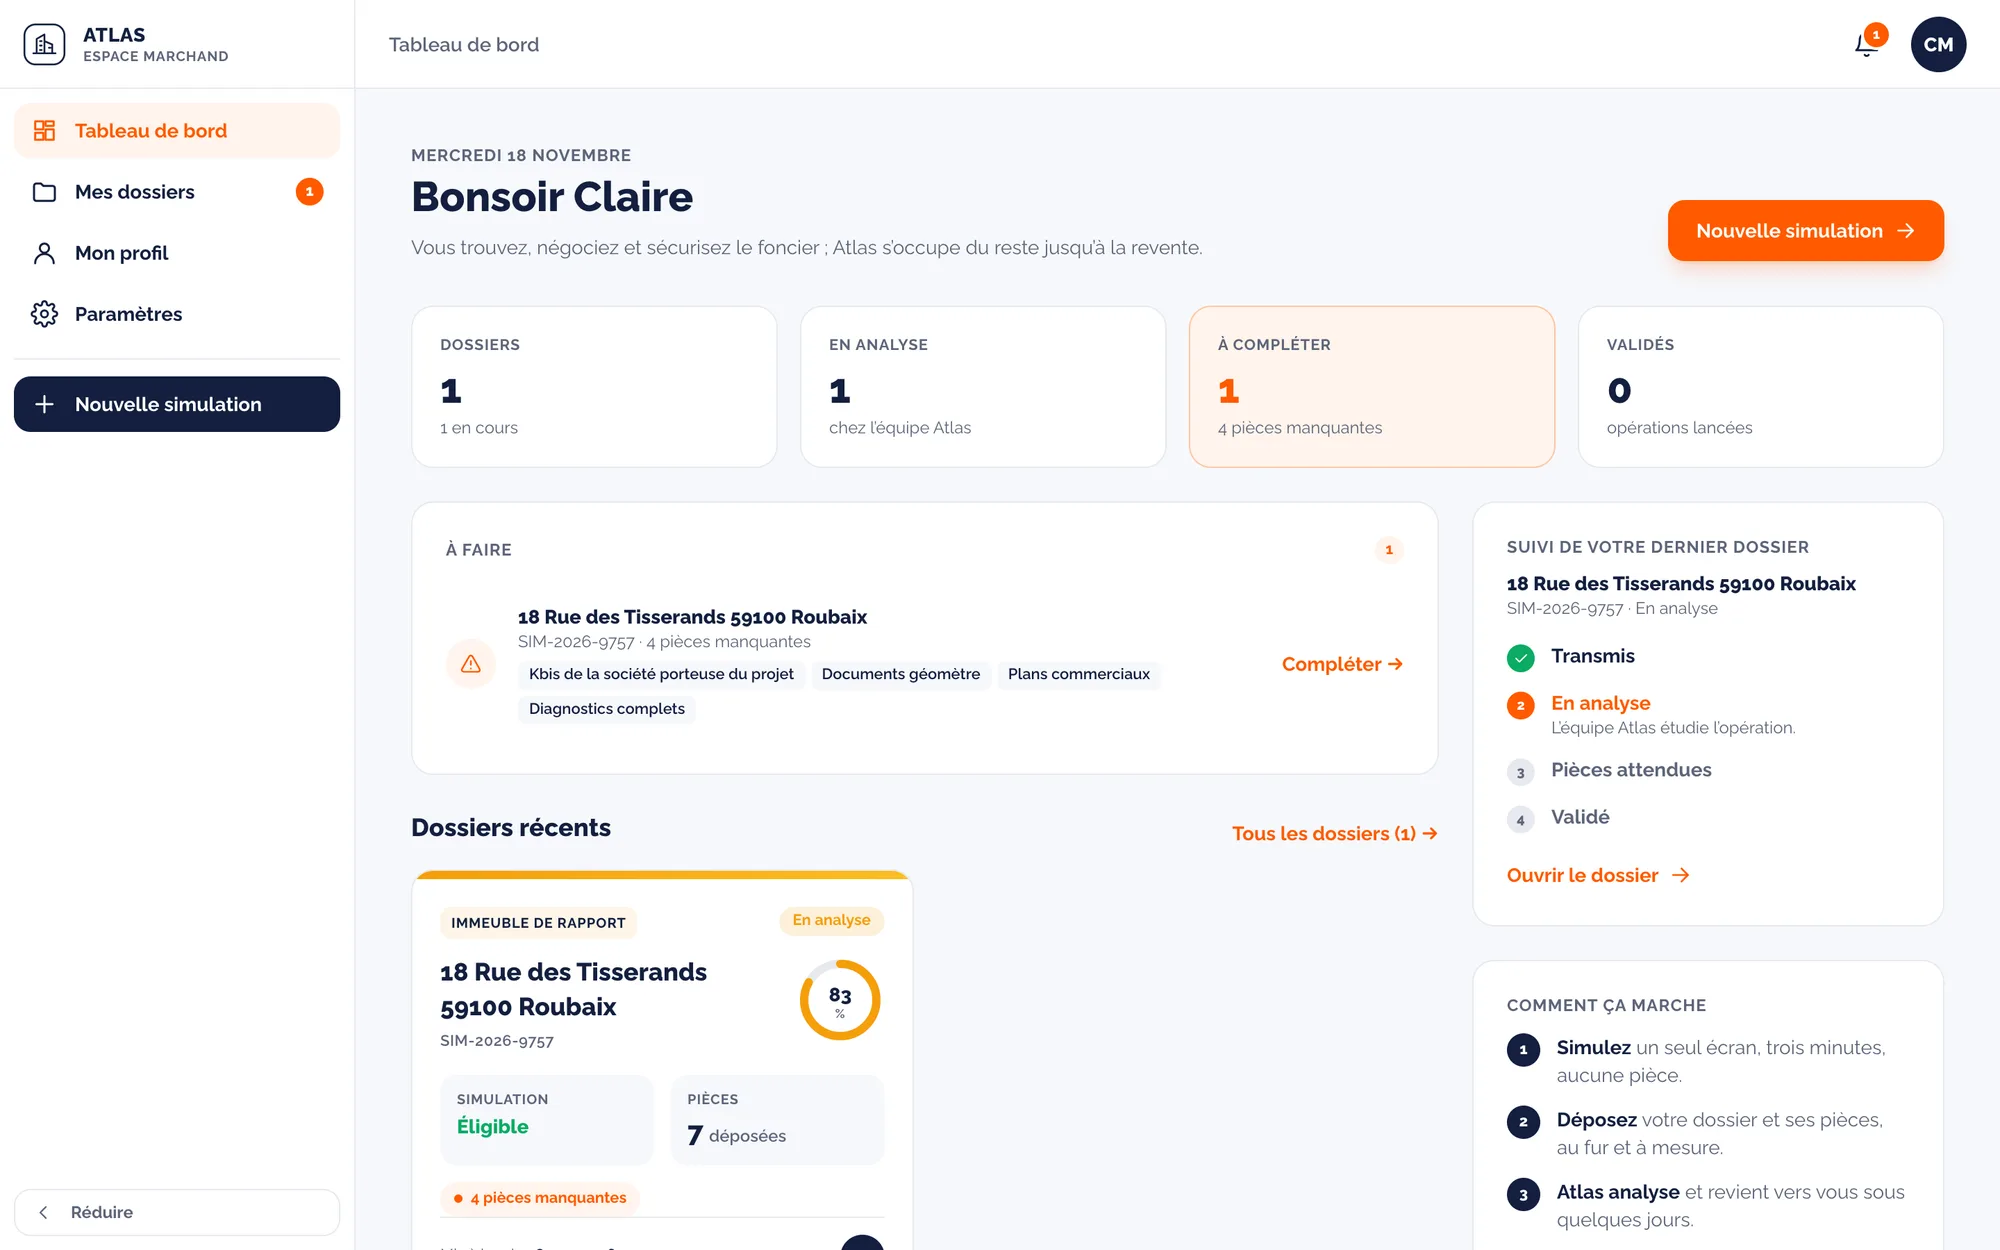 ATLAS
ESPACE MARCHAND
Tableau de bord
1
CM
Tableau de bord
Mes dossiers
1
Mon profil
Paramètres
Nouvelle simulation
Réduire
MERCREDI 18 NOVEMBRE
Bonsoir Claire
Vous trouvez, négociez et sécurisez le foncier ; Atlas s’occupe du reste jusqu’à la revente.
Nouvelle simulation →
DOSSIERS
1
1 en cours
EN ANALYSE
1
chez l’équipe Atlas
À COMPLÉTER
1
4 pièces manquantes
VALIDÉS
0
opérations lancées
À FAIRE
1
18 Rue des Tisserands 59100 Roubaix
SIM-2026-9757 · 4 pièces manquantes
Kbis de la société porteuse du projet
Documents géomètre
Plans commerciaux
Diagnostics complets
Compléter →
Dossiers récents
Tous les dossiers (1) →
IMMEUBLE DE RAPPORT
En analyse
18 Rue des Tisserands
59100 Roubaix
SIM-2026-9757
83
%
SIMULATION
Éligible
PIÈCES
7 déposées
4 pièces manquantes
SUIVI DE VOTRE DERNIER DOSSIER
18 Rue des Tisserands 59100 Roubaix
SIM-2026-9757 · En analyse
Transmis
2
En analyse
L’équipe Atlas étudie l’opération.
3
Pièces attendues
4
Validé
Ouvrir le dossier →
COMMENT ÇA MARCHE
1
Simulez un seul écran, trois minutes,
aucune pièce.
2
Déposez votre dossier et ses pièces,
au fur et à mesure.
3
Atlas analyse et revient vers vous sous
quelques jours.